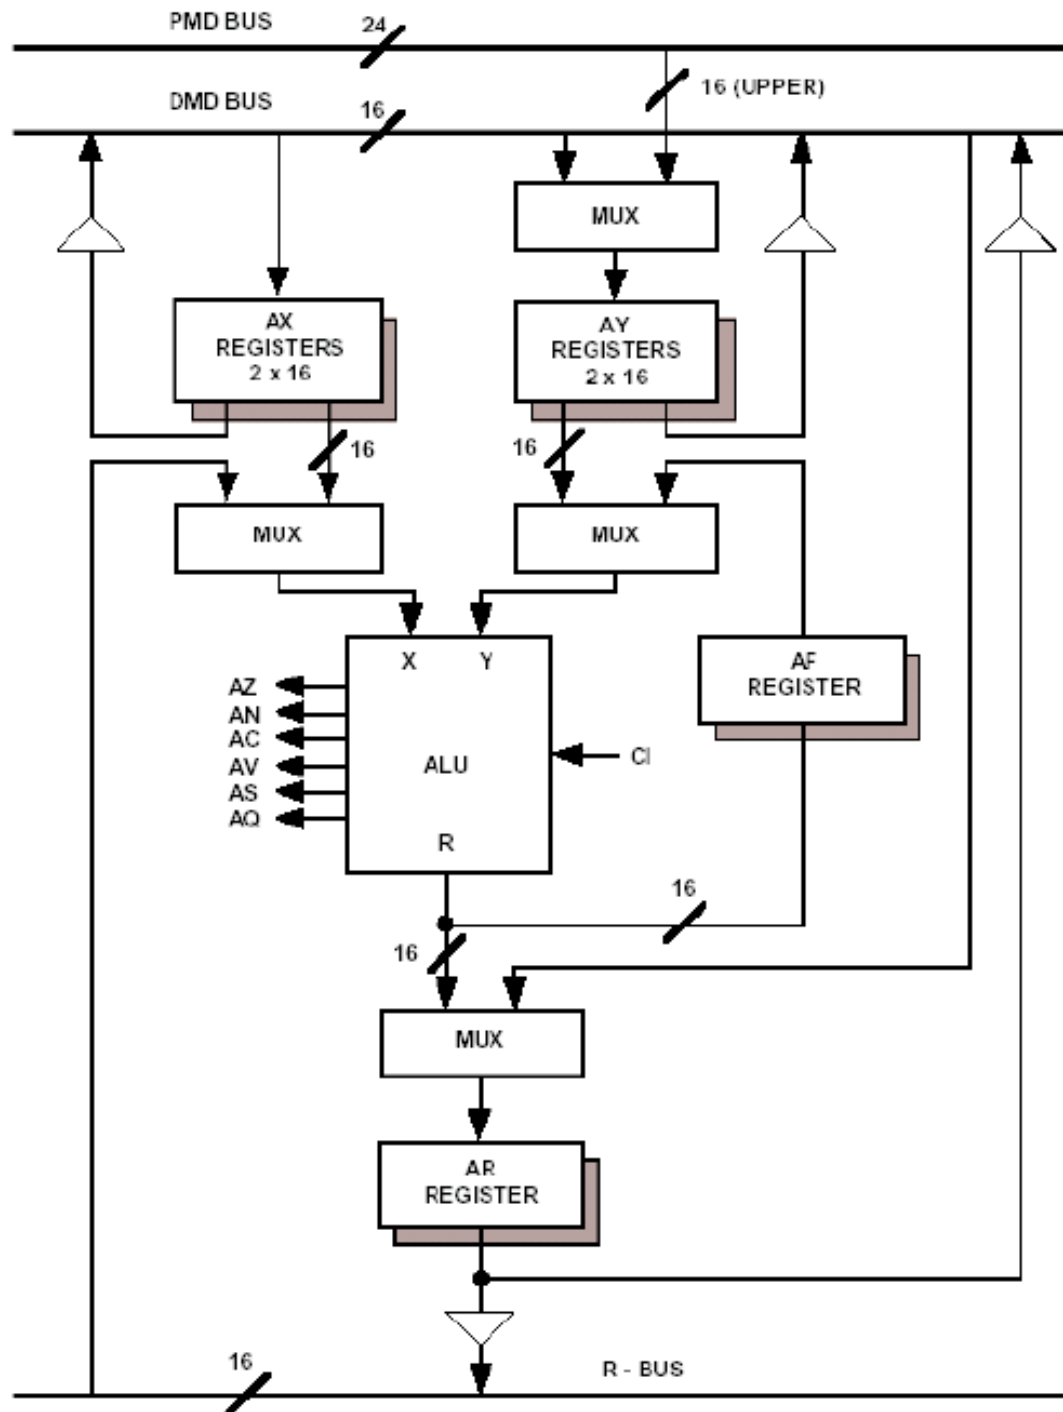 PMD BUS
24
16 (UPPER)
DMD BUS
16
MUX
AX
REGISTERS
2 x 16
AY
REGISTERS
2 x 16
16
16
MUX
MUX
X
Y
AF
REGISTER
AZ
AN
AC
AV
AS
AQ
ALU
CI
R
16
16
MUX
AR
REGISTER
16
R - BUS